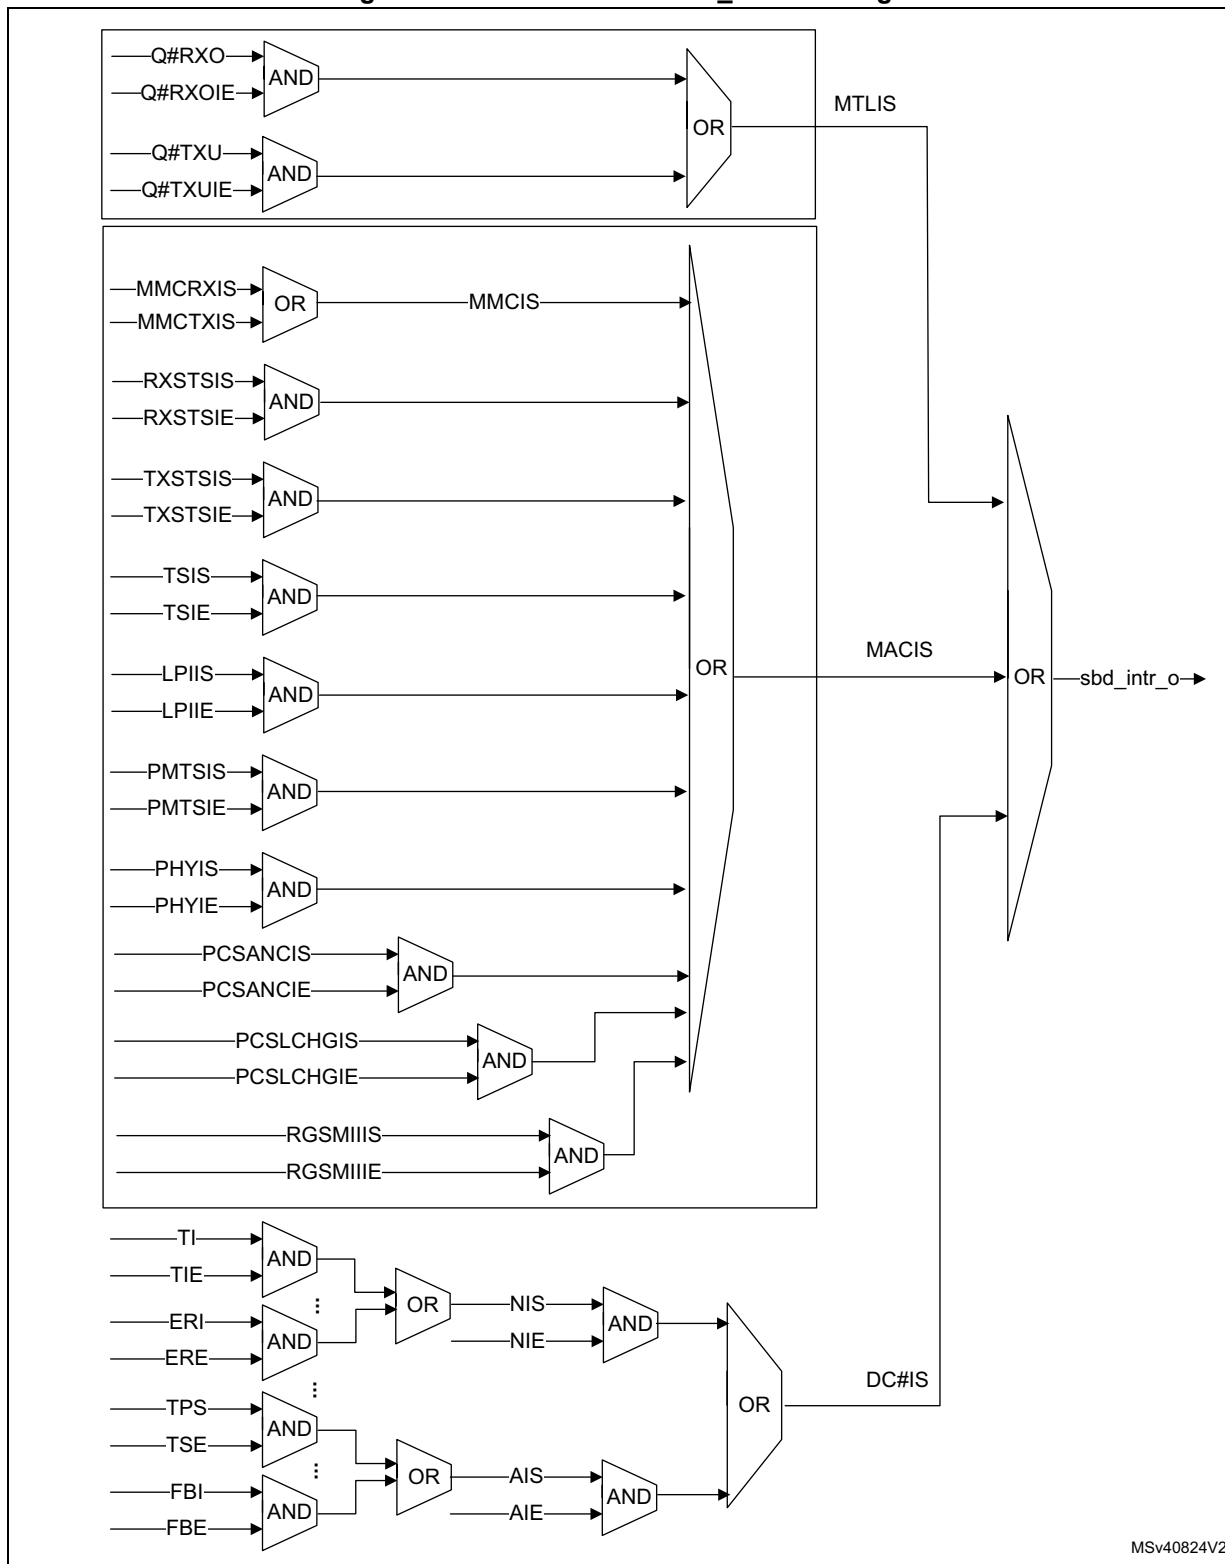 Q#RXO
AND
Q#RXOIE
MTLIS
OR
Q#TXU
AND
Q#TXUIE
MMCRXIS
OR
MMCIS
MMCTXIS
RXSTSIS
AND
RXSTSIE
TXSTSIS
AND
TXSTSIE
TSIS
AND
TSIE
LPIIS
AND
LPIIE
OR
MACIS
OR
sbd_intr_o
PMTSIS
AND
PMTSIE
PHYIS
AND
PHYIE
PCSANCIS
AND
PCSANCIE
PCSLCHGIS
AND
PCSLCHGIE
RGSMIIIS
AND
RGSMIIIE
TI
AND
TIE
...
OR
NIS
AND
NIE
ERI
AND
ERE
...
DC#IS
OR
TPS
AND
TSE
...
OR
AIS
AND
AIE
FBI
AND
FBE
MSv40824V2